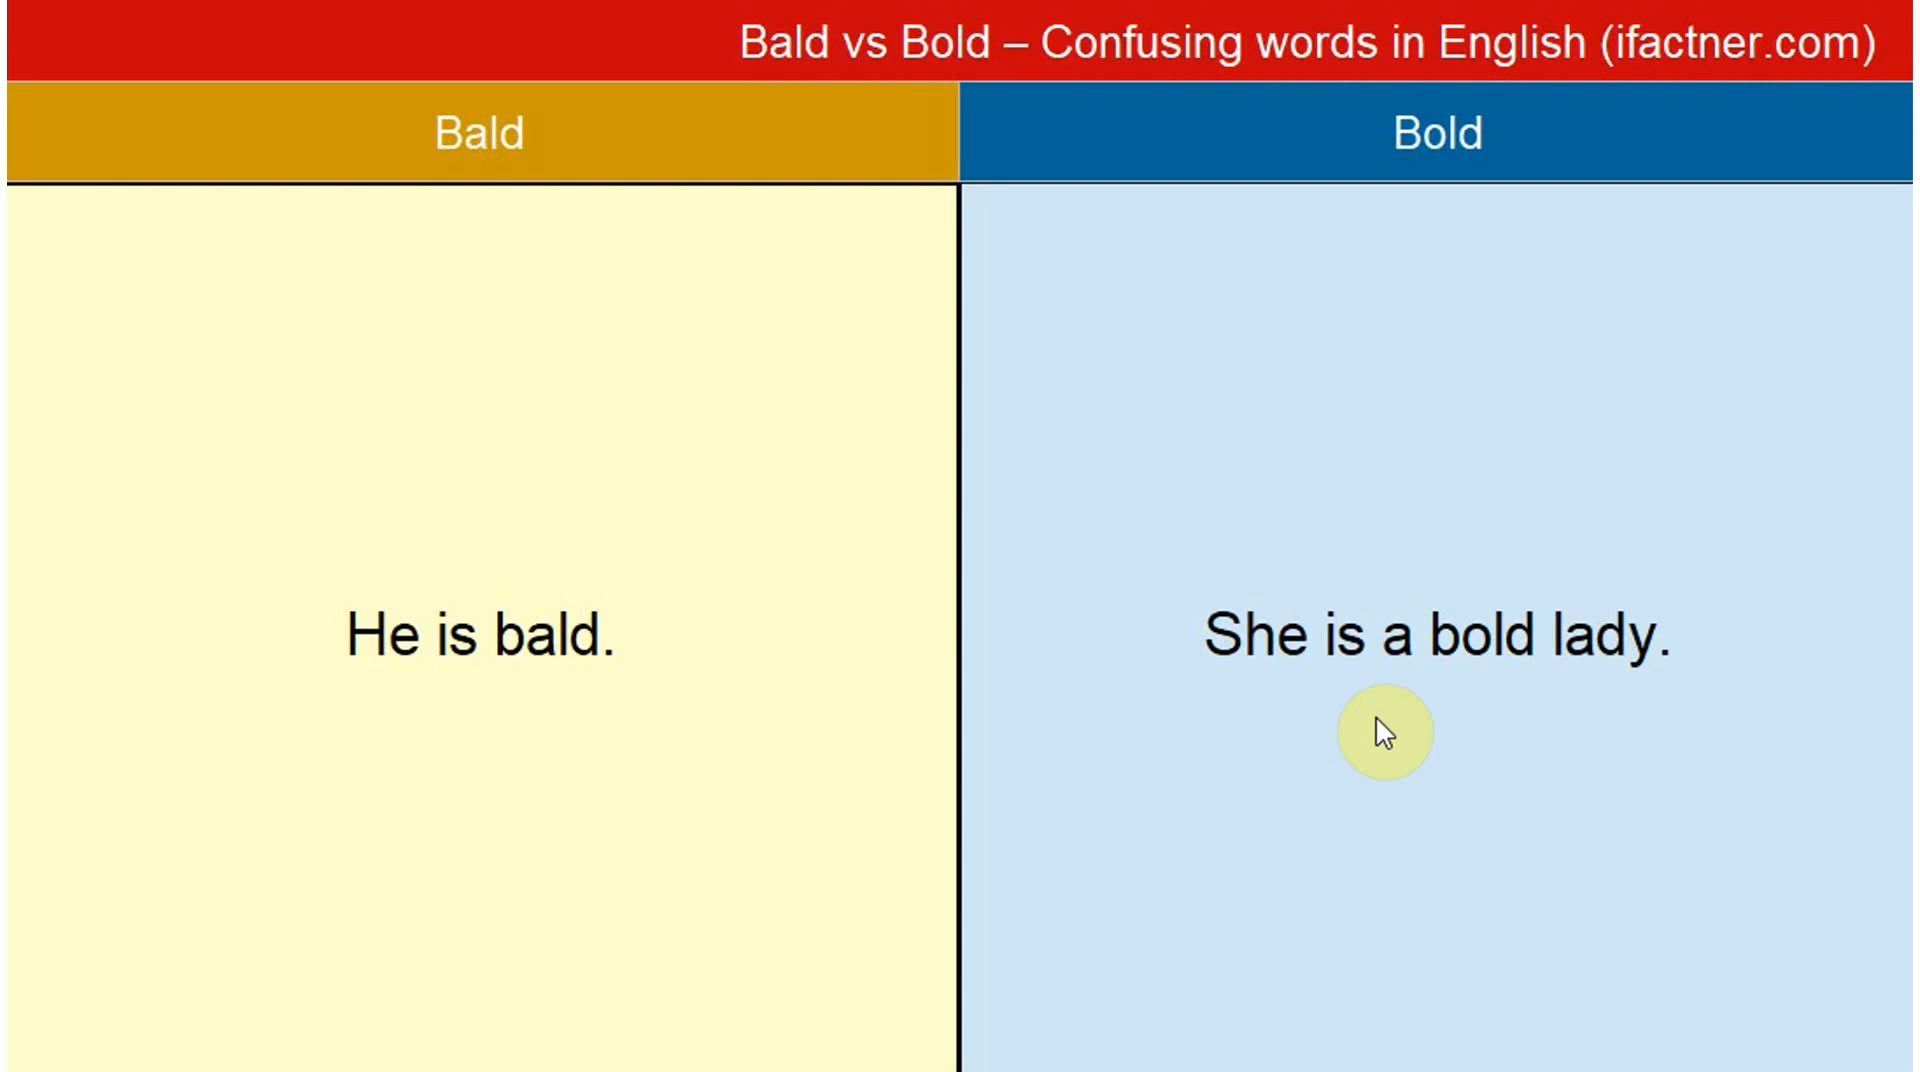 Bald vs Bold – Confusing words in English (ifactner.com)
Bald
Bold
He is bald.
She is a bold lady.